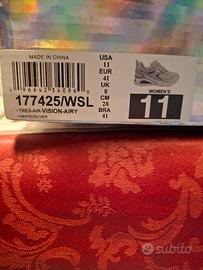 MADE IN CHINA
USA
11
EUR
41
UK
8
CM
28
BRA
41
177425/WSL
•TRES-AIR-VISION-AIRY
•WHITE/SILVER
WOMEN'S
11
subito